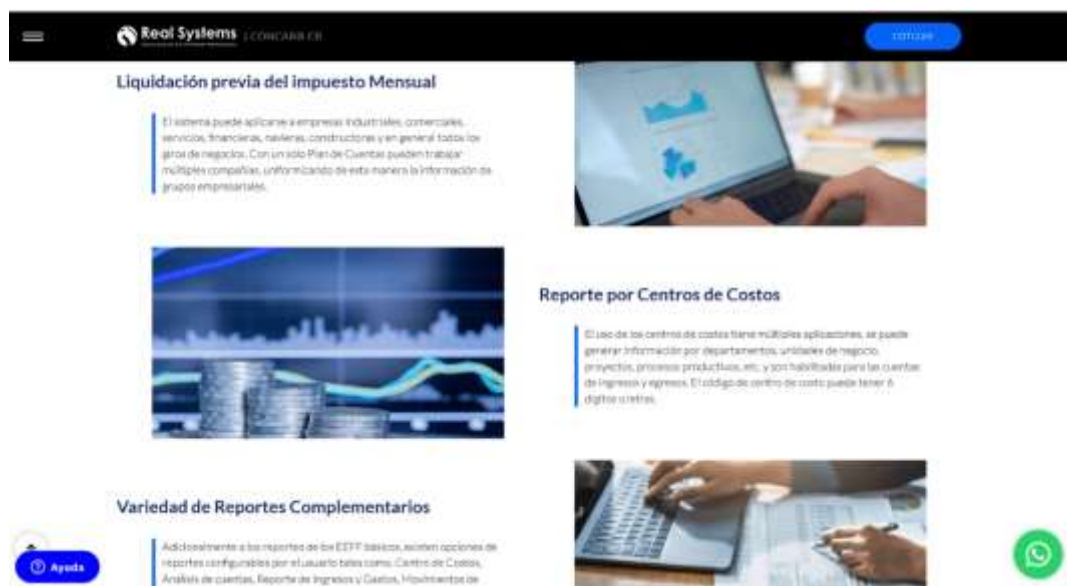 Real Systems | CONCARR CB
COTIZAR
Liquidación previa del impuesto Mensual
El sistema puede aplicarse a empresas industriales, comerciales,
servicios, financieras, navieras, constructoras y en general todos los
giros de negocios. Con un solo Plan de Cuentas pueden trabajar
múltiples compañías, uniformizando de esta manera la información de
grupos empresariales.
Reporte por Centros de Costos
El uso de los centros de costos tiene múltiples aplicaciones, se puede
generar información por departamentos, unidades de negocio,
proyectos, procesos productivos, etc. y son habilitadas para las cuentas
de ingresos y egresos. El código de centro de costo puede tener 6
dígitos o letras.
Variedad de Reportes Complementarios
Adicionalmente a los reportes de los EEFF básicos, existen opciones de
reportes configurables por el usuario tales como: Centro de Costos,
Análisis de cuentas, Reporte de Ingresos y Gastos, Movimientos de
Ayuda